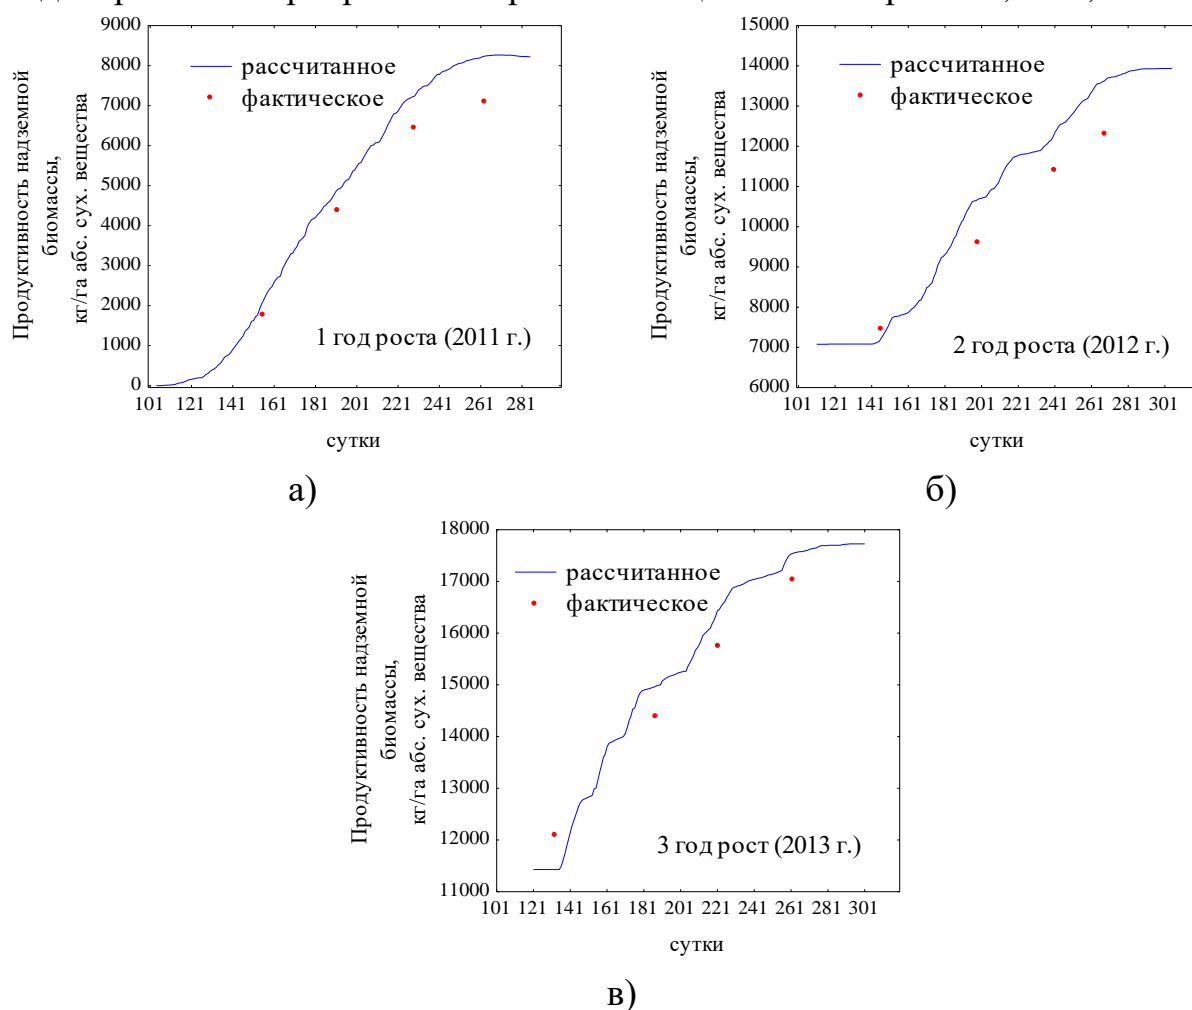 9000
8000
7000
6000
5000
4000
3000
2000
1000
0
101 121 141 161 181 201 221 241 261 281
сутки
Продуктивность надземной
биомассы,
кг/га абс. сух. вещества
рассчитанное
фактическое
1 год роста (2011 г.)
а)
14000
13000
12000
11000
10000
9000
8000
7000
6000
101 121 141 161 181 201 221 241 261 281 301
сутки
Продуктивность надземной
биомассы,
кг/га абс. сух. вещества
рассчитанное
фактическое
2 год роста (2012 г.)
б)
18000
17000
16000
15000
14000
13000
12000
11000
101 121 141 161 181 201 221 241 261 281 301
сутки
Продуктивность надземной
биомассы,
кг/га абс. сух. вещества
рассчитанное
фактическое
3 год рост (2013 г.)
в)